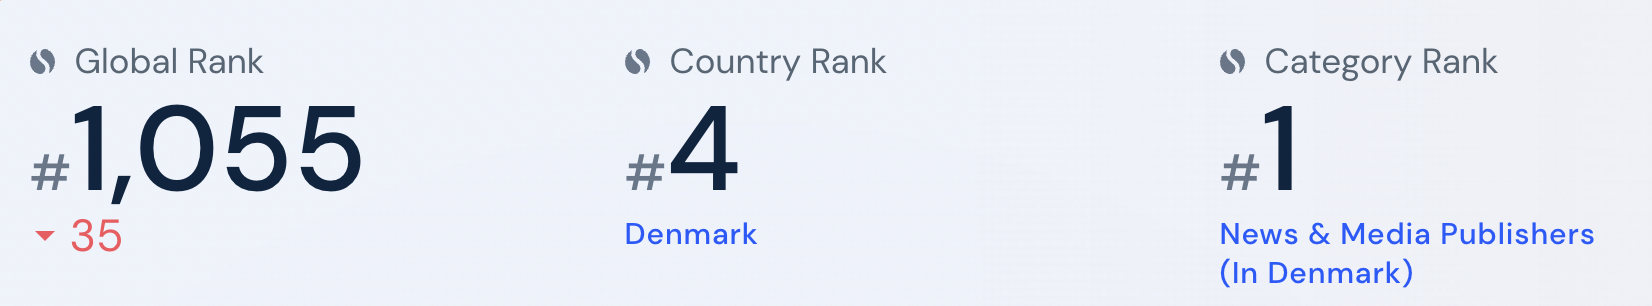 Global Rank
#1,055
35
Country Rank
#4
Denmark
Category Rank
#1
News & Media Publishers
(In Denmark)